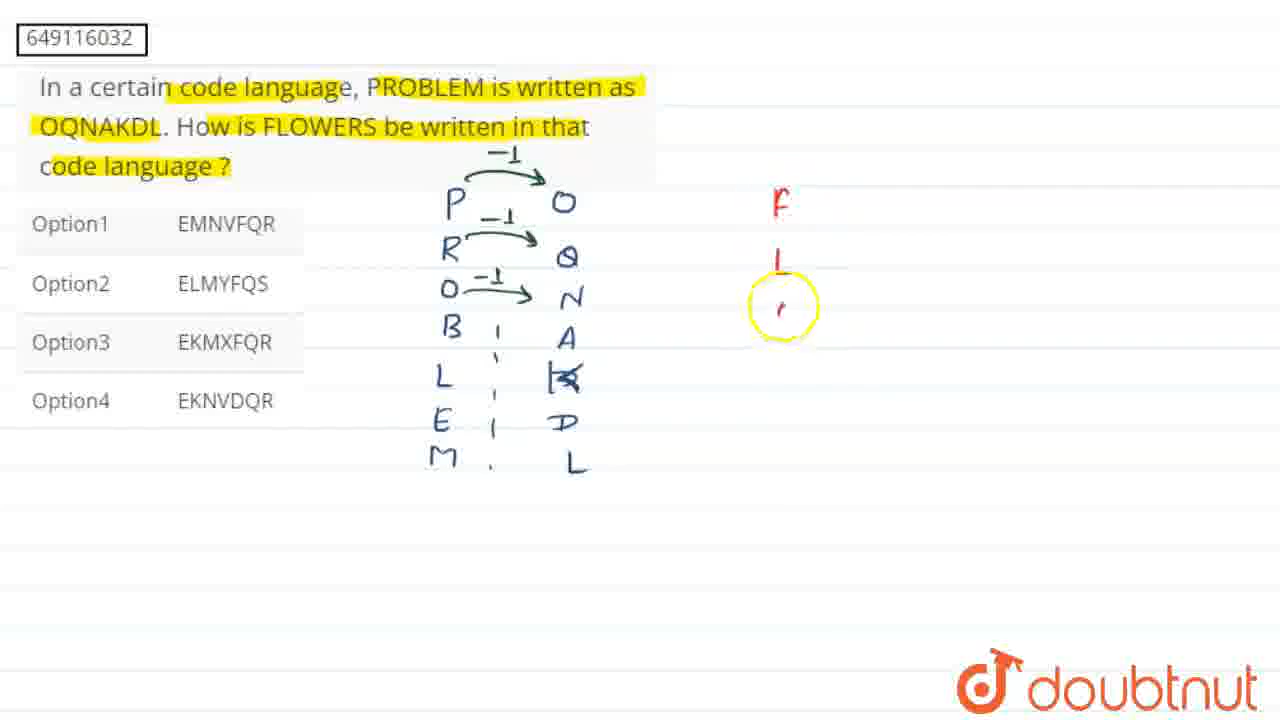 649116032
In a certain code language, PROBLEM is written as
OQNAKDL. How is FLOWERS be written in that
code language ?
Option1 EMNVFQR
Option2 ELMYFQS
Option3 EKMXFQR
Option4 EKNVDQR
-1
P O
-1
R Q
-1
O N
B A
L K
E D
M L
F
L
doubtnut